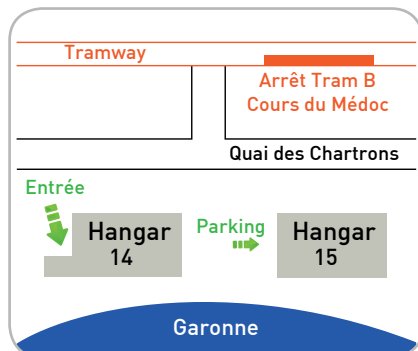 Tramway
Arrêt Tram B
Cours du Médoc
Quai des Chartrons
Entrée
Parking
Hangar
14
Hangar
15
Garonne